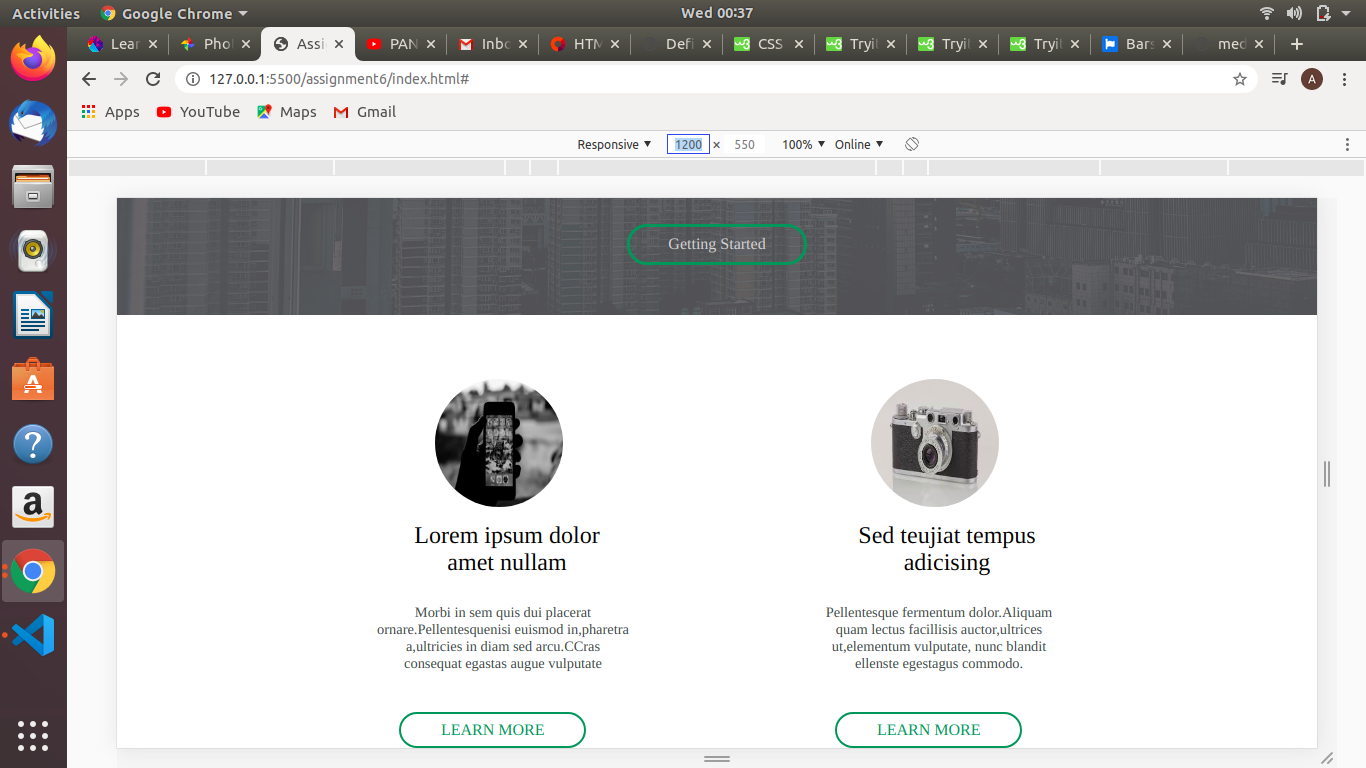 Activities
Google Chrome
Wed 00:37
Lear
Phol
Assi
PAN
Inbo
HTM
Defi
CSS
Tryil
Tryil
Tryil
Bars
med
127.0.0.1:5500/assignment6/index.html#
A
Apps
YouTube
Maps
Gmail
Responsive
1200 × 550
100%
Online
Getting Started
Lorem ipsum dolor
amet nullam
Morbi in sem quis dui placerat
ornare.Pellentesquenisi euismod in,pharetra
a,ultricies in diam sed arcu.CCras
consequat egastas augue vulputate
LEARN MORE
Sed teujiat tempus
adicising
Pellentesque fermentum dolor.Aliquam
quam lectus facillisis auctor,ultrices
ut,elementum vulputate, nunc blandit
ellenste egestagus commodo.
LEARN MORE